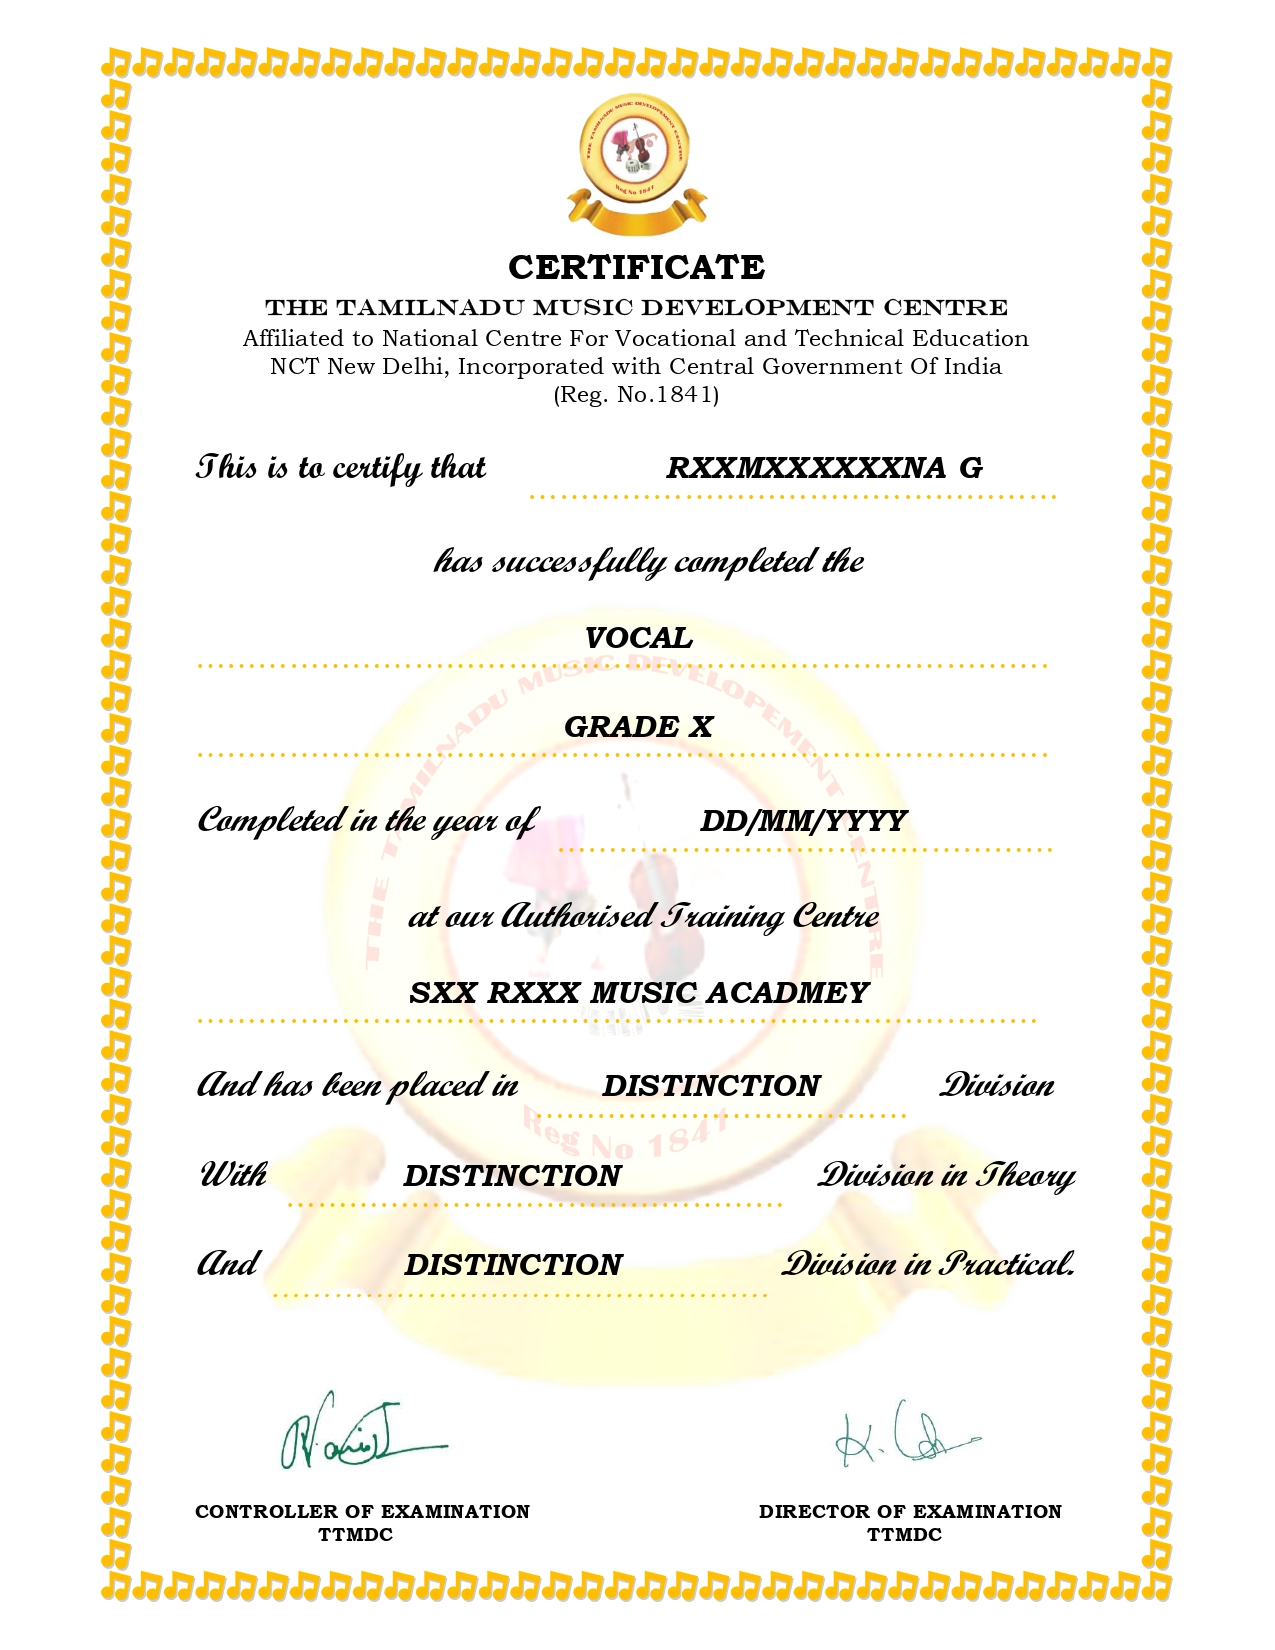 THE TAMILNADU MUSIC DEVELOPEMENT CENTRE
Reg No 1841
CERTIFICATE
THE TAMILNADU MUSIC DEVELOPMENT CENTRE
Affiliated to National Centre For Vocational and Technical Education
NCT New Delhi, Incorporated with Central Government Of India
(Reg. No.1841)
This is to certify that RXXMXXXXXXNA G
has successfully completed the
VOCAL
GRADE X
Completed in the year of DD/MM/YYYY
at our Authorised Training Centre
SXX RXXX MUSIC ACADMEY
And has been placed in DISTINCTION Division
With DISTINCTION Division in Theory
And DISTINCTION Division in Practical.
THE TAMILNADU MUSIC DEVELOPEMENT CENTRE
Reg No 1841
CONTROLLER OF EXAMINATION
TTMDC
DIRECTOR OF EXAMINATION
TTMDC